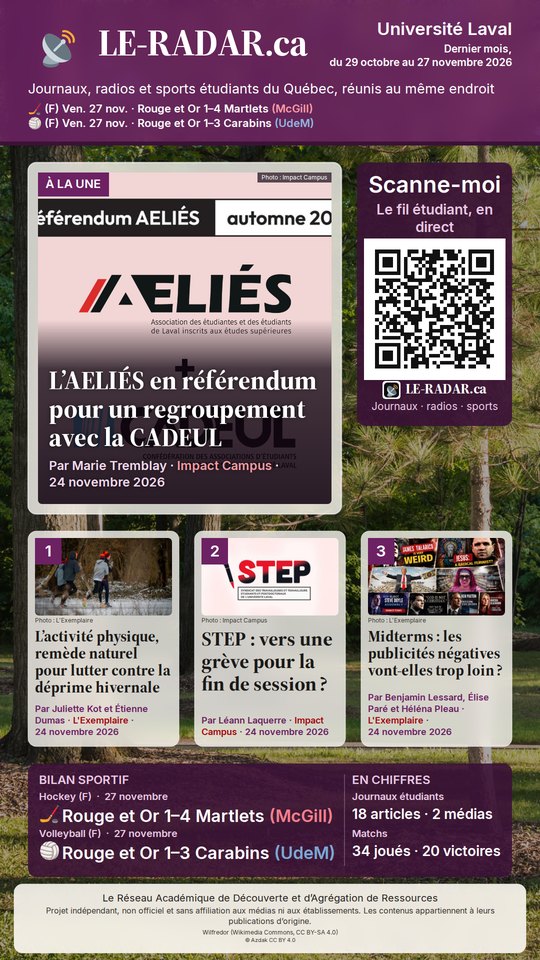 LE-RADAR.ca
Université Laval
Dernier mois,
du 29 octobre au 27 novembre 2026
Journaux, radios et sports étudiants du Québec, réunis au même endroit
(F) Ven. 27 nov. · Rouge et Or 1–4 Martlets (McGill)
(F) Ven. 27 nov. · Rouge et Or 1–3 Carabins (UdeM)
À LA UNE
Photo : Impact Campus
éférendum AELIÉS
automne 20
AELIÉS
Association des étudiantes et des étudiants
de Laval inscrits aux études supérieures
L'AELIÉS en référendum
pour un regroupement
avec la CADEUL
Par Marie Tremblay · Impact Campus ·
24 novembre 2026
Scanne-moi
Le fil étudiant, en
direct
LE-RADAR.ca
Journaux · radios · sports
1
Photo : L'Exemplaire
L'activité physique,
remède naturel
pour lutter contre la
déprime hivernale
Par Juliette Kot et Étienne
Dumas · L'Exemplaire ·
24 novembre 2026
2
STEP
Photo : Impact Campus
STEP : vers une
grève pour la
fin de session ?
Par Léann Laquerre · Impact
Campus · 24 novembre 2026
3
JAMES TALARICO
WEIRD
Photo : L'Exemplaire
Midterms : les
publicités négatives
vont-elles trop loin ?
Par Benjamin Lessard, Élise
Paré et Héléna Pleau ·
L'Exemplaire ·
24 novembre 2026
BILAN SPORTIF
Hockey (F) · 27 novembre
Rouge et Or 1–4 Martlets (McGill)
Volleyball (F) · 27 novembre
Rouge et Or 1–3 Carabins (UdeM)
EN CHIFFRES
Journaux étudiants
18 articles · 2 médias
Matchs
34 joués · 20 victoires
Le Réseau Académique de Découverte et d'Agrégation de Ressources
Projet indépendant, non officiel et sans affiliation aux médias ni aux établissements. Les contenus appartiennent à leurs
publications d'origine.
Wilfredor (Wikimedia Commons, CC BY-SA 4.0)
© Azdak CC BY 4.0